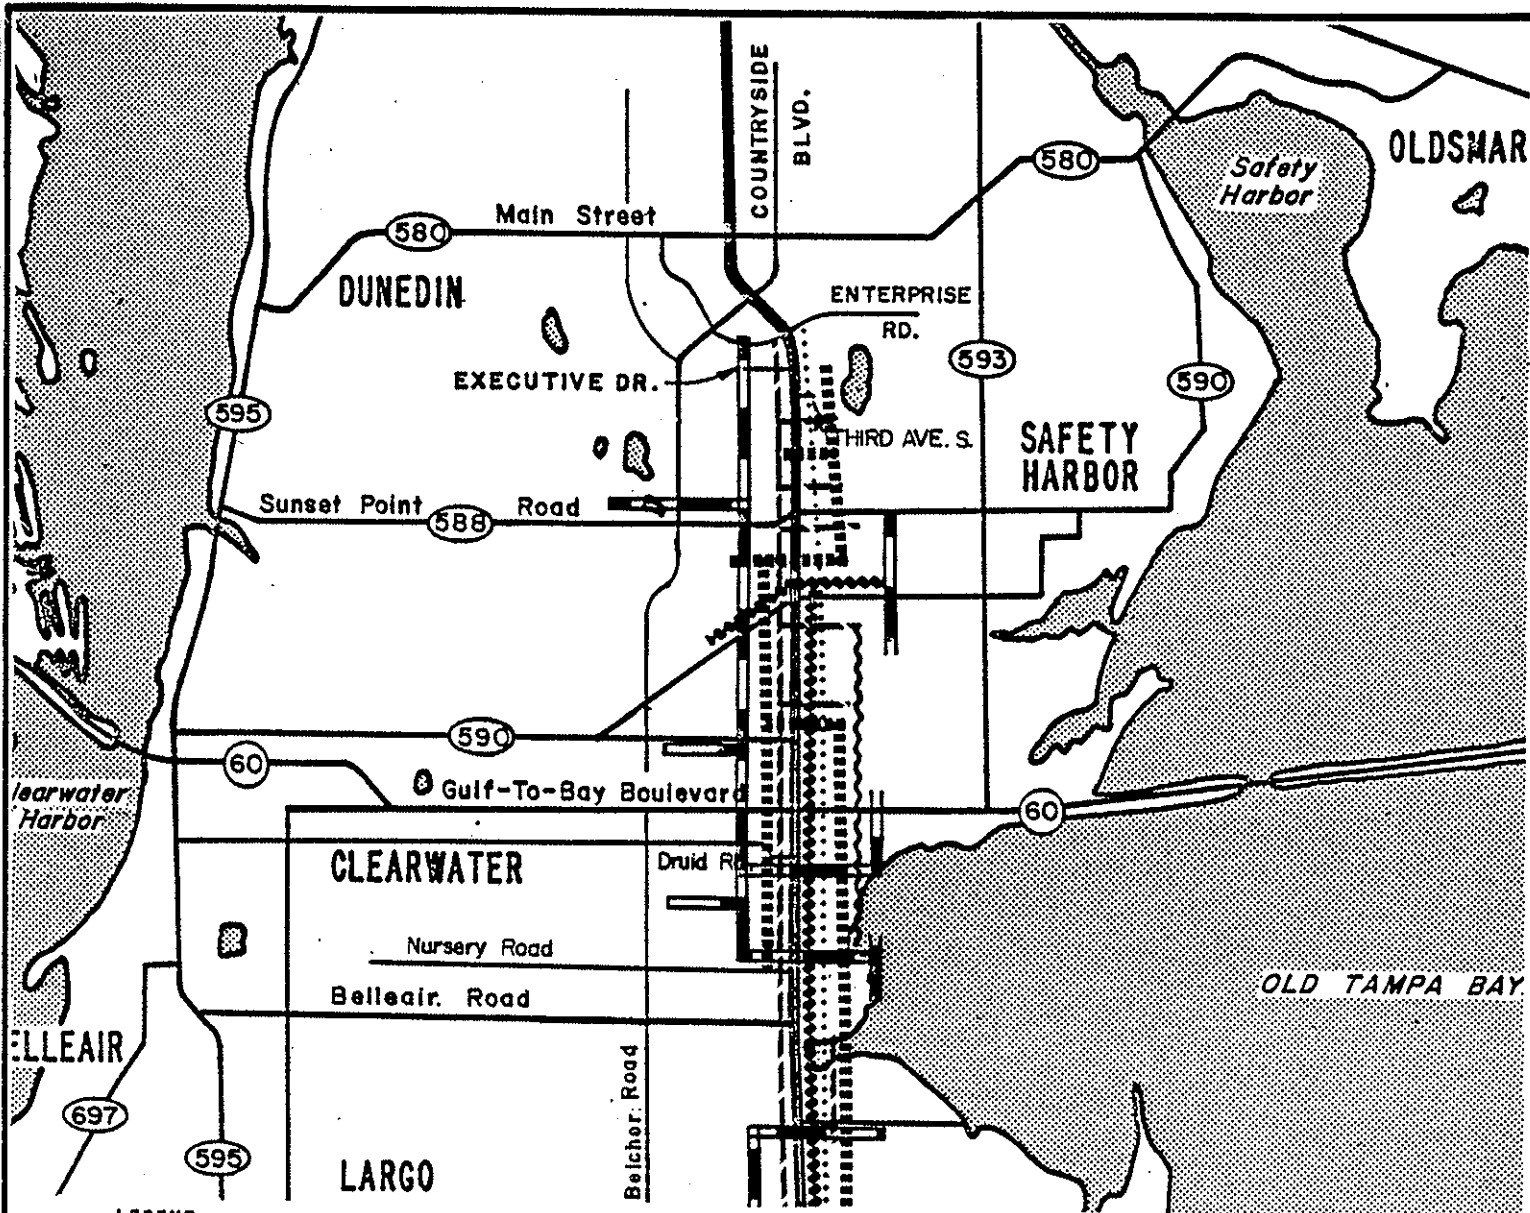 COUNTRYSIDE
BLVD.
580
OLDSMAR
Safety
Harbor
Main Street
580
DUNEDIN
ENTERPRISE
RD.
593
EXECUTIVE DR.
590
595
THIRD AVE. S.
SAFETY
HARBOR
Sunset Point
588
Road
590
60
60
learwater
Harbor
Gulf-To-Bay Boulevard
CLEARWATER
Druid
Nursery Road
Belleair. Road
OLD TAMPA BAY
ELLEAIR
Belcher. Road
697
595
LARGO